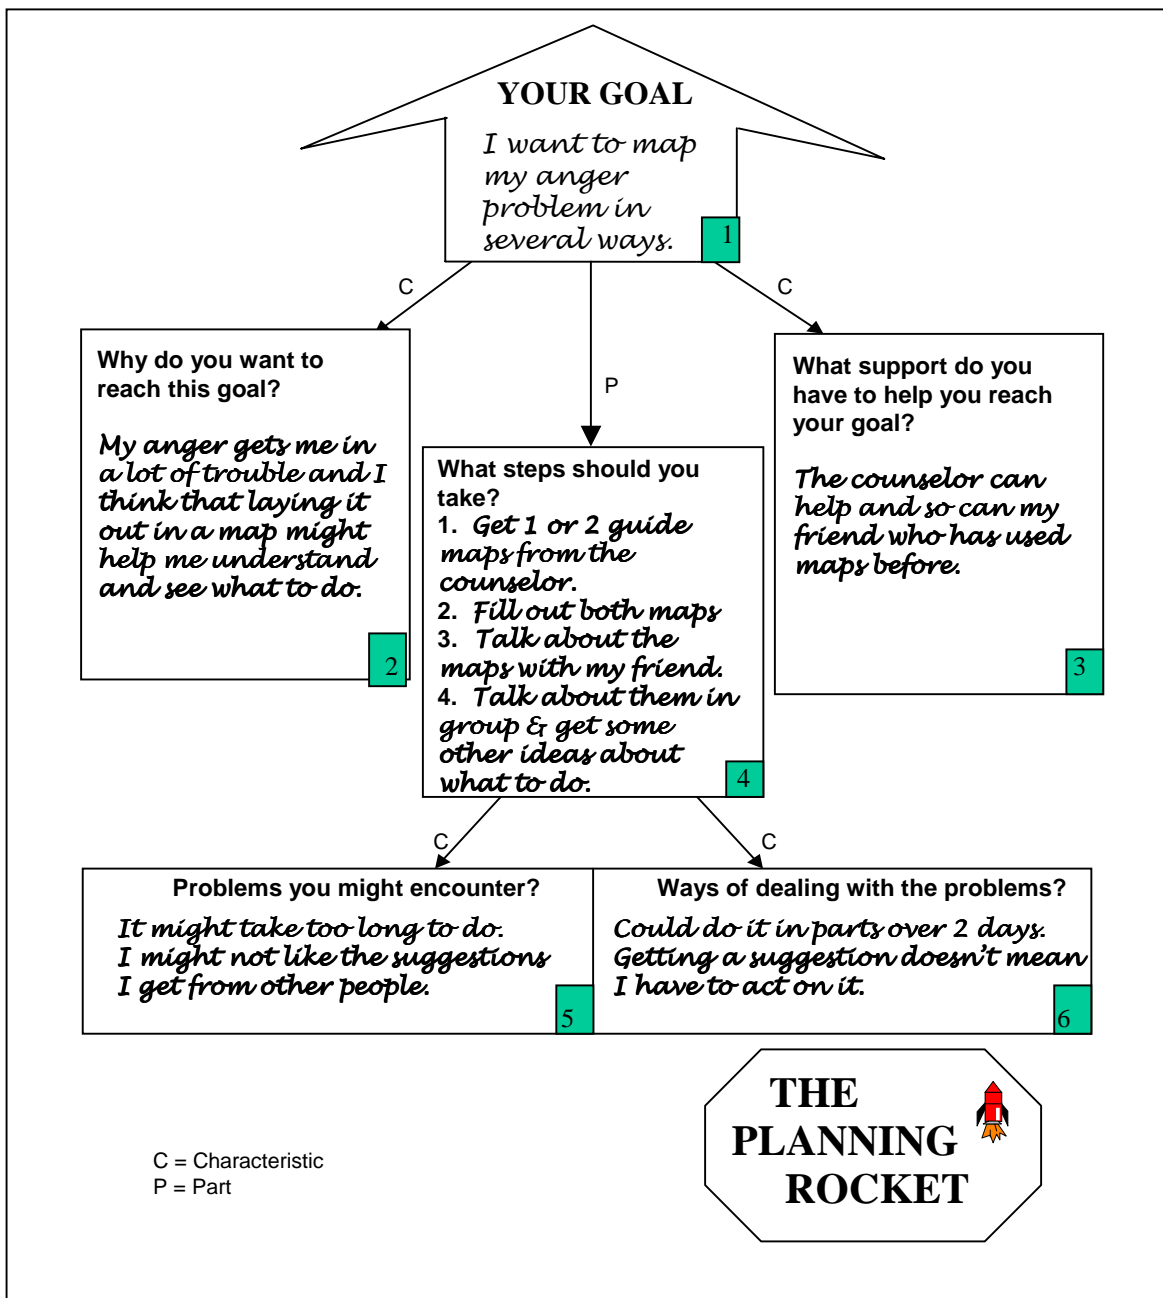 YOUR GOAL
I want to map
my anger
problem in
several ways.
1
C
P
C
Why do you want to
reach this goal?
My anger gets me in
a lot of trouble and I
think that laying it
out in a map might
help me understand
and see what to do.
2
What support do you
have to help you reach
your goal?
The counselor can
help and so can my
friend who has used
maps before.
3
What steps should you
take?
1. Get 1 or 2 guide
maps from the
counselor.
2. Fill out both maps
3. Talk about the
maps with my friend.
4. Talk about them in
group & get some
other ideas about
what to do.
4
C
C
Problems you might encounter?
It might take too long to do.
I might not like the suggestions
I get from other people.
5
Ways of dealing with the problems?
Could do it in parts over 2 days.
Getting a suggestion doesn't mean
I have to act on it.
6
C = Characteristic
P = Part
THE
PLANNING
ROCKET